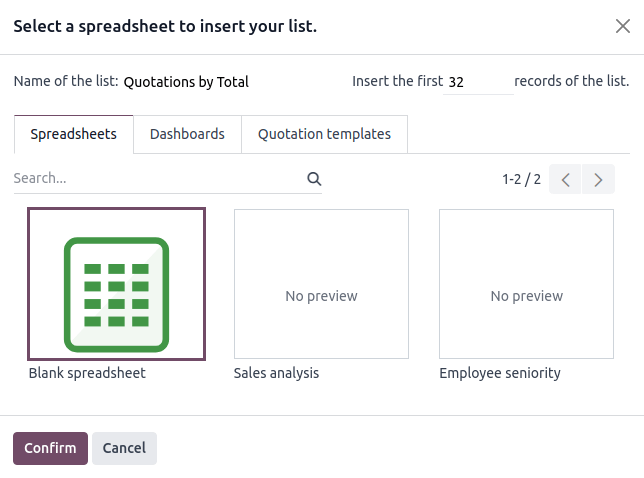 Select a spreadsheet to insert your list.
Name of the list: Quotations by Total Insert the first 32 records of the list.
Spreadsheets Dashboards Quotation templates
Search... 1-2 / 2
No preview No preview
Blank spreadsheet Sales analysis Employee seniority
Confirm Cancel